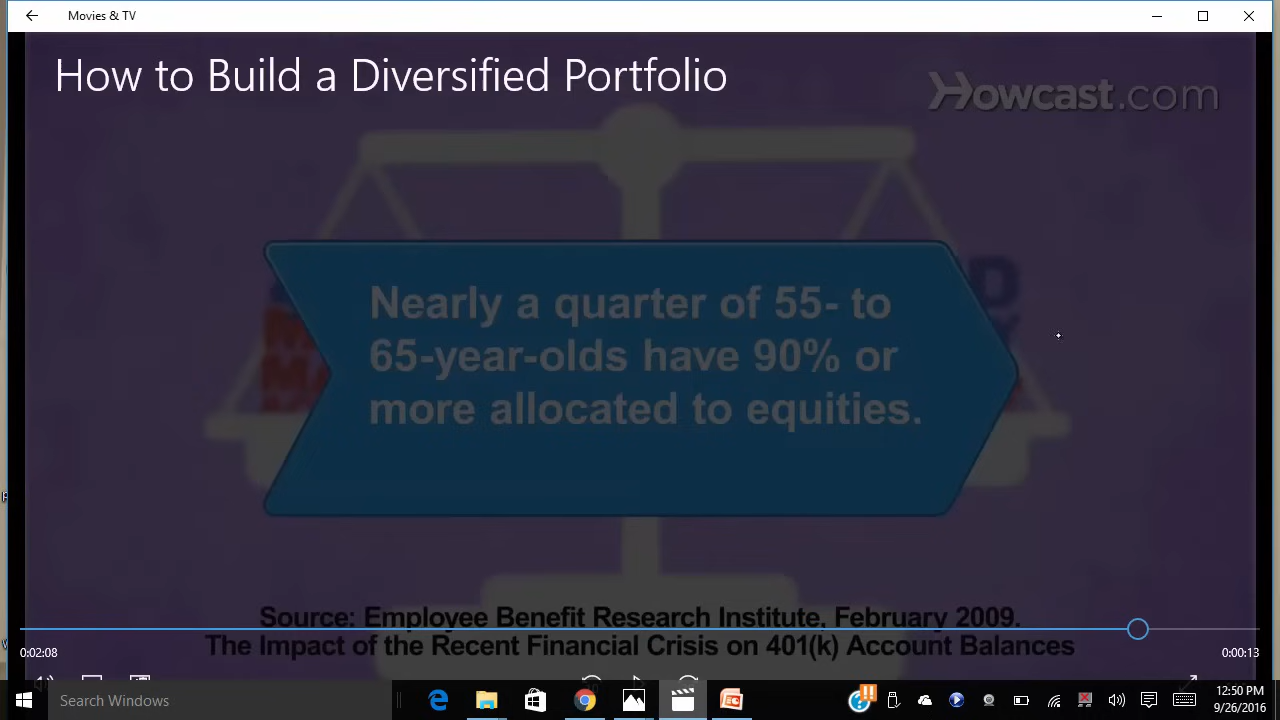 Movies & TV
How to Build a Diversified Portfolio
Howcast.com
Nearly a quarter of 55- to
65-year-olds have 90% or
more allocated to equities.
Source: Employee Benefit Research Institute, February 2009.
The Impact of the Recent Financial Crisis on 401(k) Account Balances
0:02:08
0:00:13
Search Windows
12:50 PM
9/26/2016